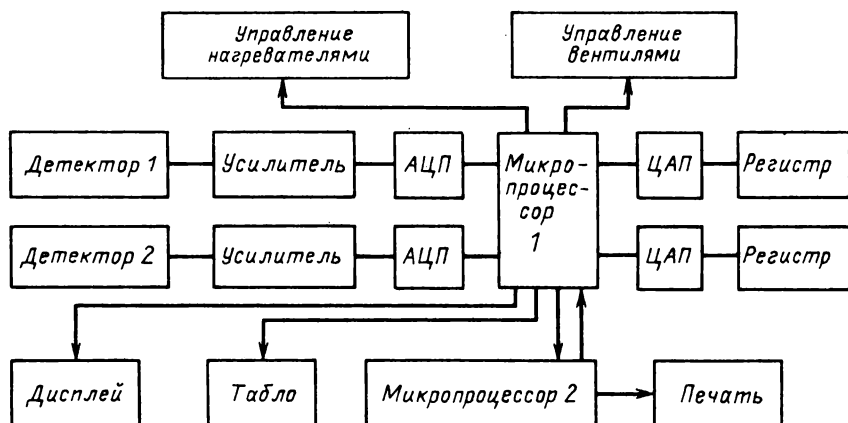 Управление
нагревателями
Управление
вентилями
Детектор 1
Усилитель
АЦП
Микро-
процес-
сор
1
ЦАП
Регистр
Детектор 2
Усилитель
АЦП
ЦАП
Регистр
Дисплей
Табло
Микропроцессор 2
Печать